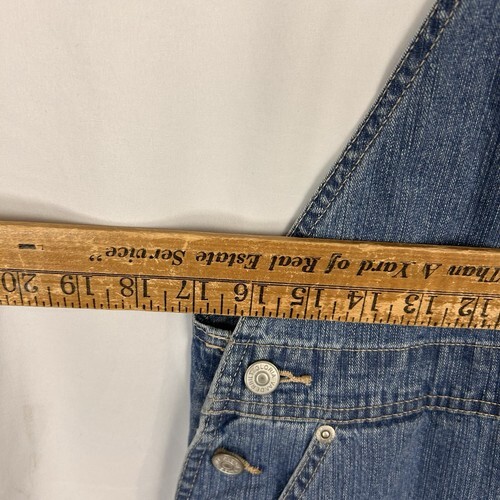 Than A Yard of Real Estate Service"
12 13 14 15 16 17 18 19 20